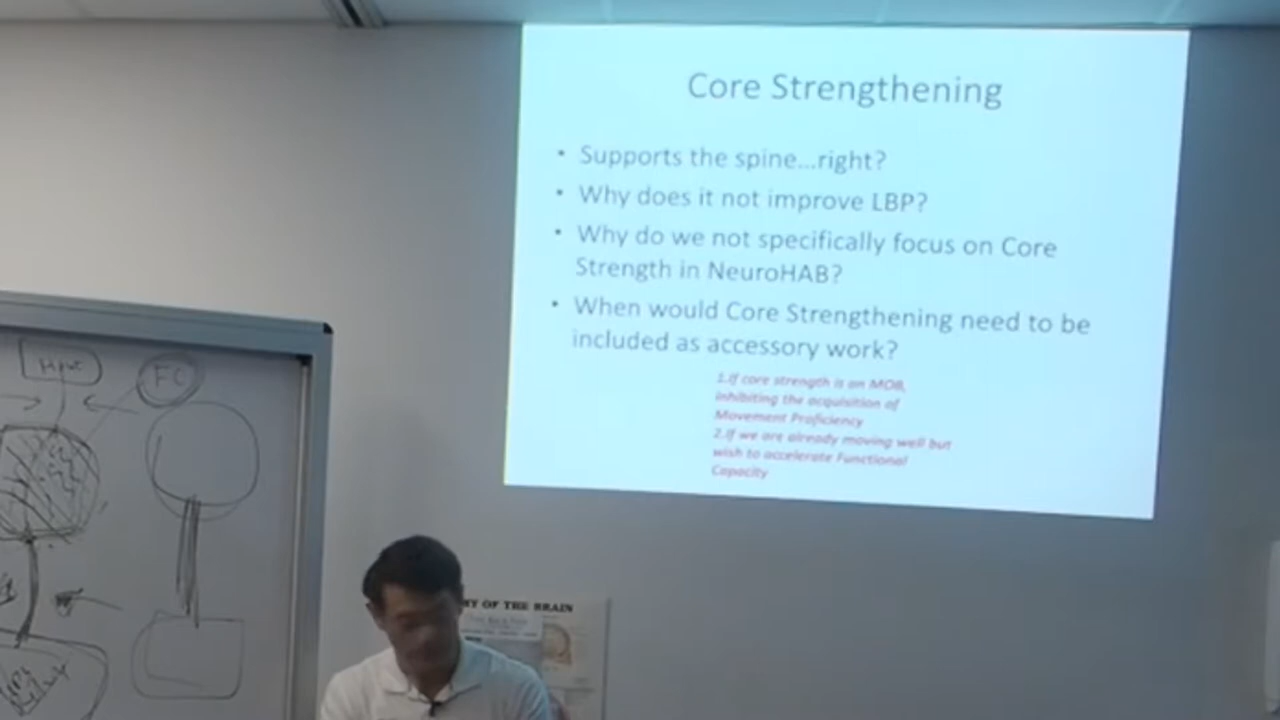 Core Strengthening
• Supports the spine...right?
• Why does it not improve LBP?
• Why do we not specifically focus on Core
Strength in NeuroHAB?
• When would Core Strengthening need to be
included as accessory work?
1.If core strength is an MOB,
inhibiting the acquisition of
Movement Proficiency
2.If we are already moving well but
wish to accelerate Functional
Capacity
FC
MY OF THE BRAIN